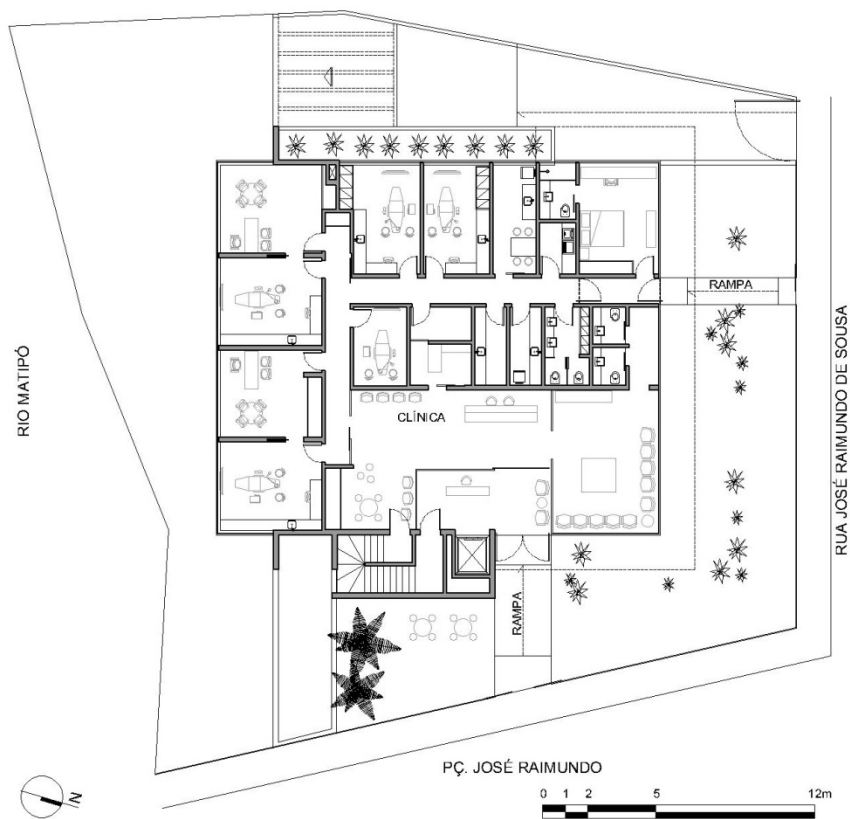 RAMPA
RIO MATIPÓ
RUA JOSÉ RAIMUNDO DE SOUSA
CLÍNICA
RAMPA
PÇ. JOSÉ RAIMUNDO
N
0 1 2 5 12m